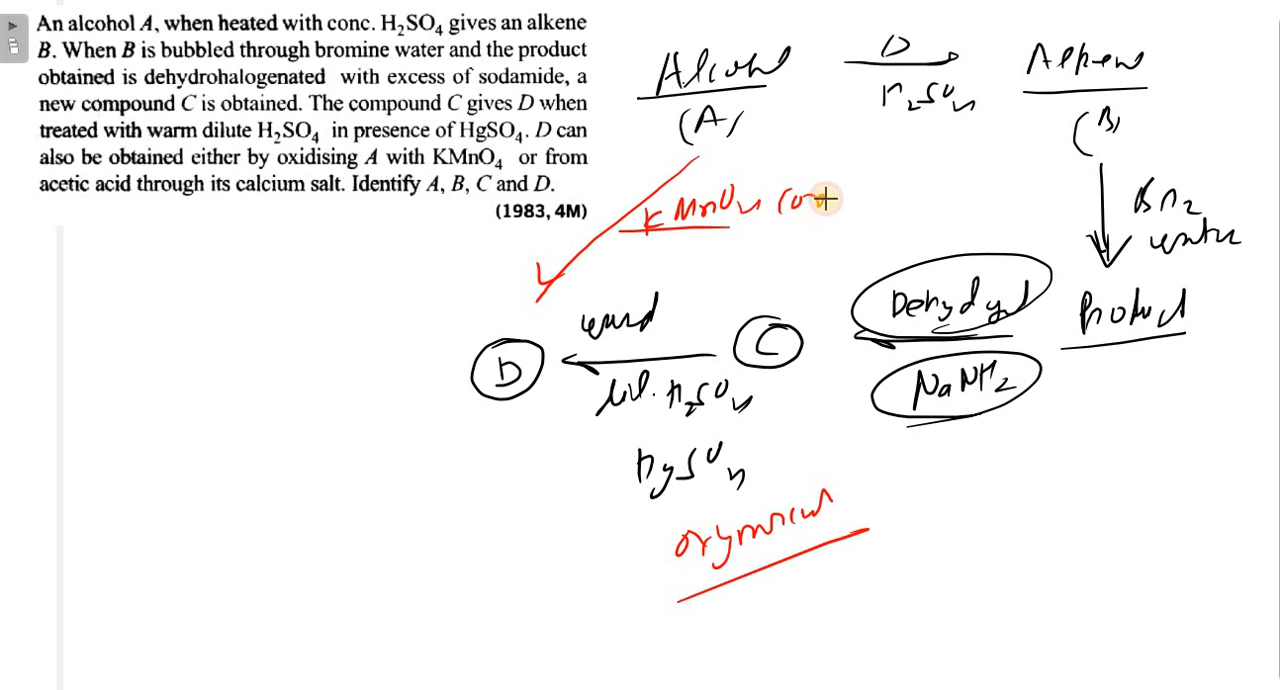 An alcohol A, when heated with conc. H₂SO₄ gives an alkene
B. When B is bubbled through bromine water and the product
obtained is dehydrohalogenated with excess of sodamide, a
new compound C is obtained. The compound C gives D when
treated with warm dilute H₂SO₄ in presence of HgSO₄. D can
also be obtained either by oxidising A with KMnO₄ or from
acetic acid through its calcium salt. Identify A, B, C and D.
(1983, 4M)
Alcohol
(A)
H₂SO₄
(B)
KMnO₄
Br₂
water
Product
NaNH₂
C
D
dil. H₂SO₄
HgSO₄